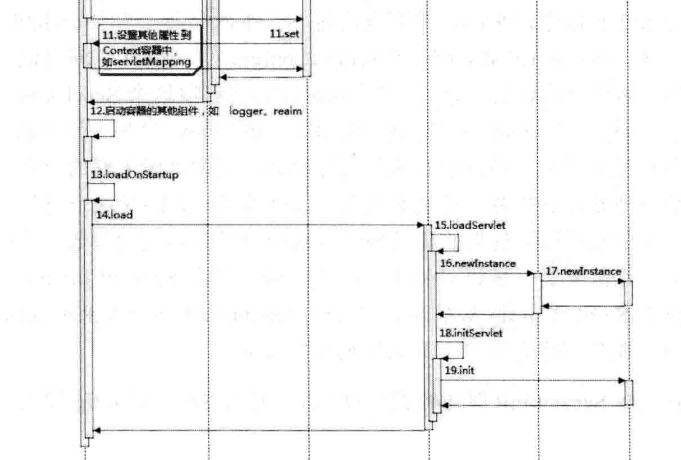 11.设置其他属性到
Context容器中，
如servletMapping
11.set
12.启动容器的其他组件，如 logger、realm
13.loadOnStartup
14.load
15.loadServlet
16.newInstance
17.newInstance
18.initServlet
19.init